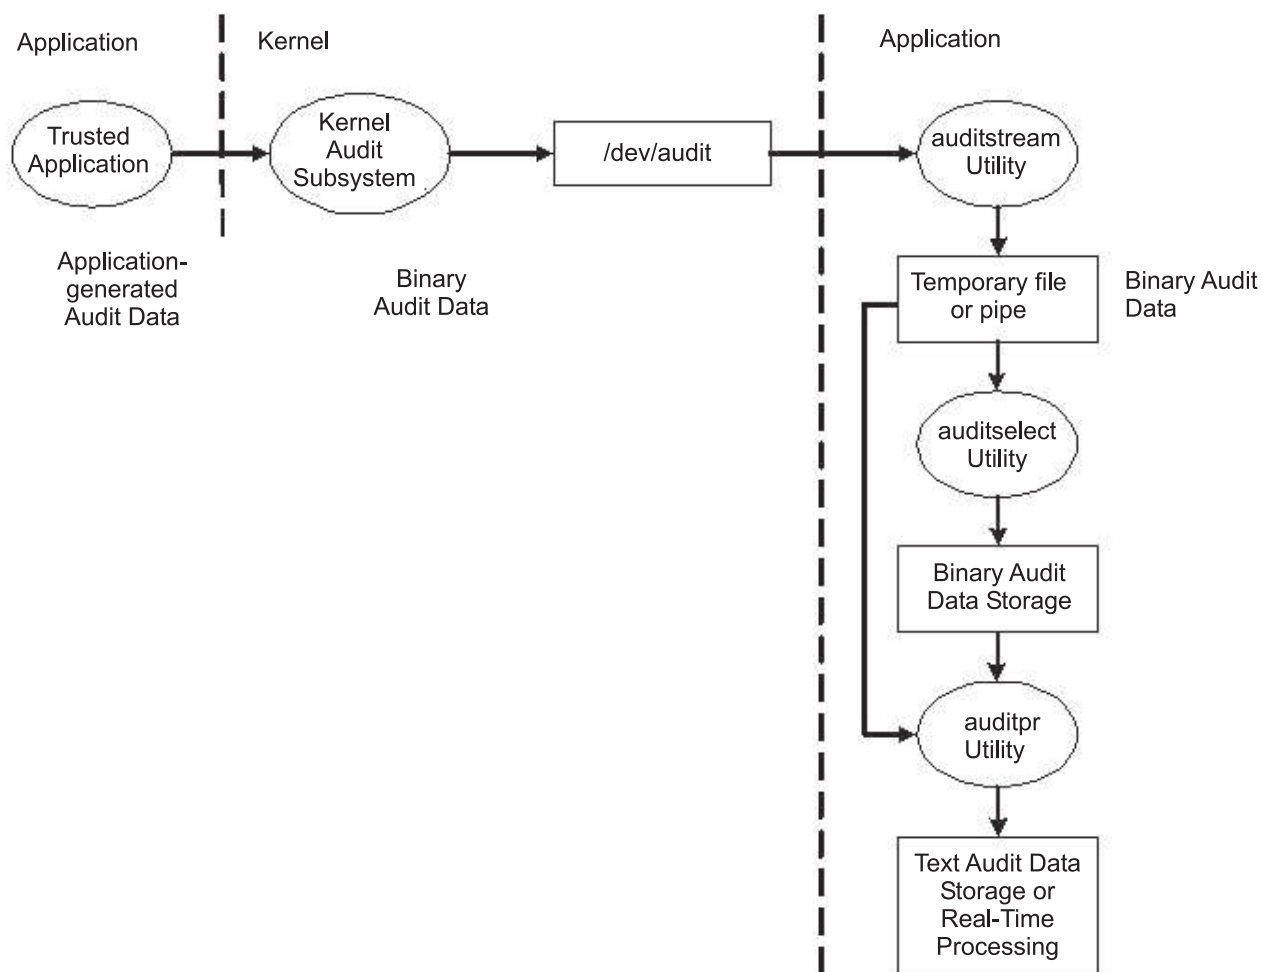 Application
Kernel
Application
Trusted
Application
Kernel
Audit
Subsystem
/dev/audit
auditstream
Utility
Application-
generated
Audit Data
Binary
Audit Data
Temporary file
or pipe
Binary Audit
Data
auditselect
Utility
Binary Audit
Data Storage
auditpr
Utility
Text Audit Data
Storage or
Real-Time
Processing